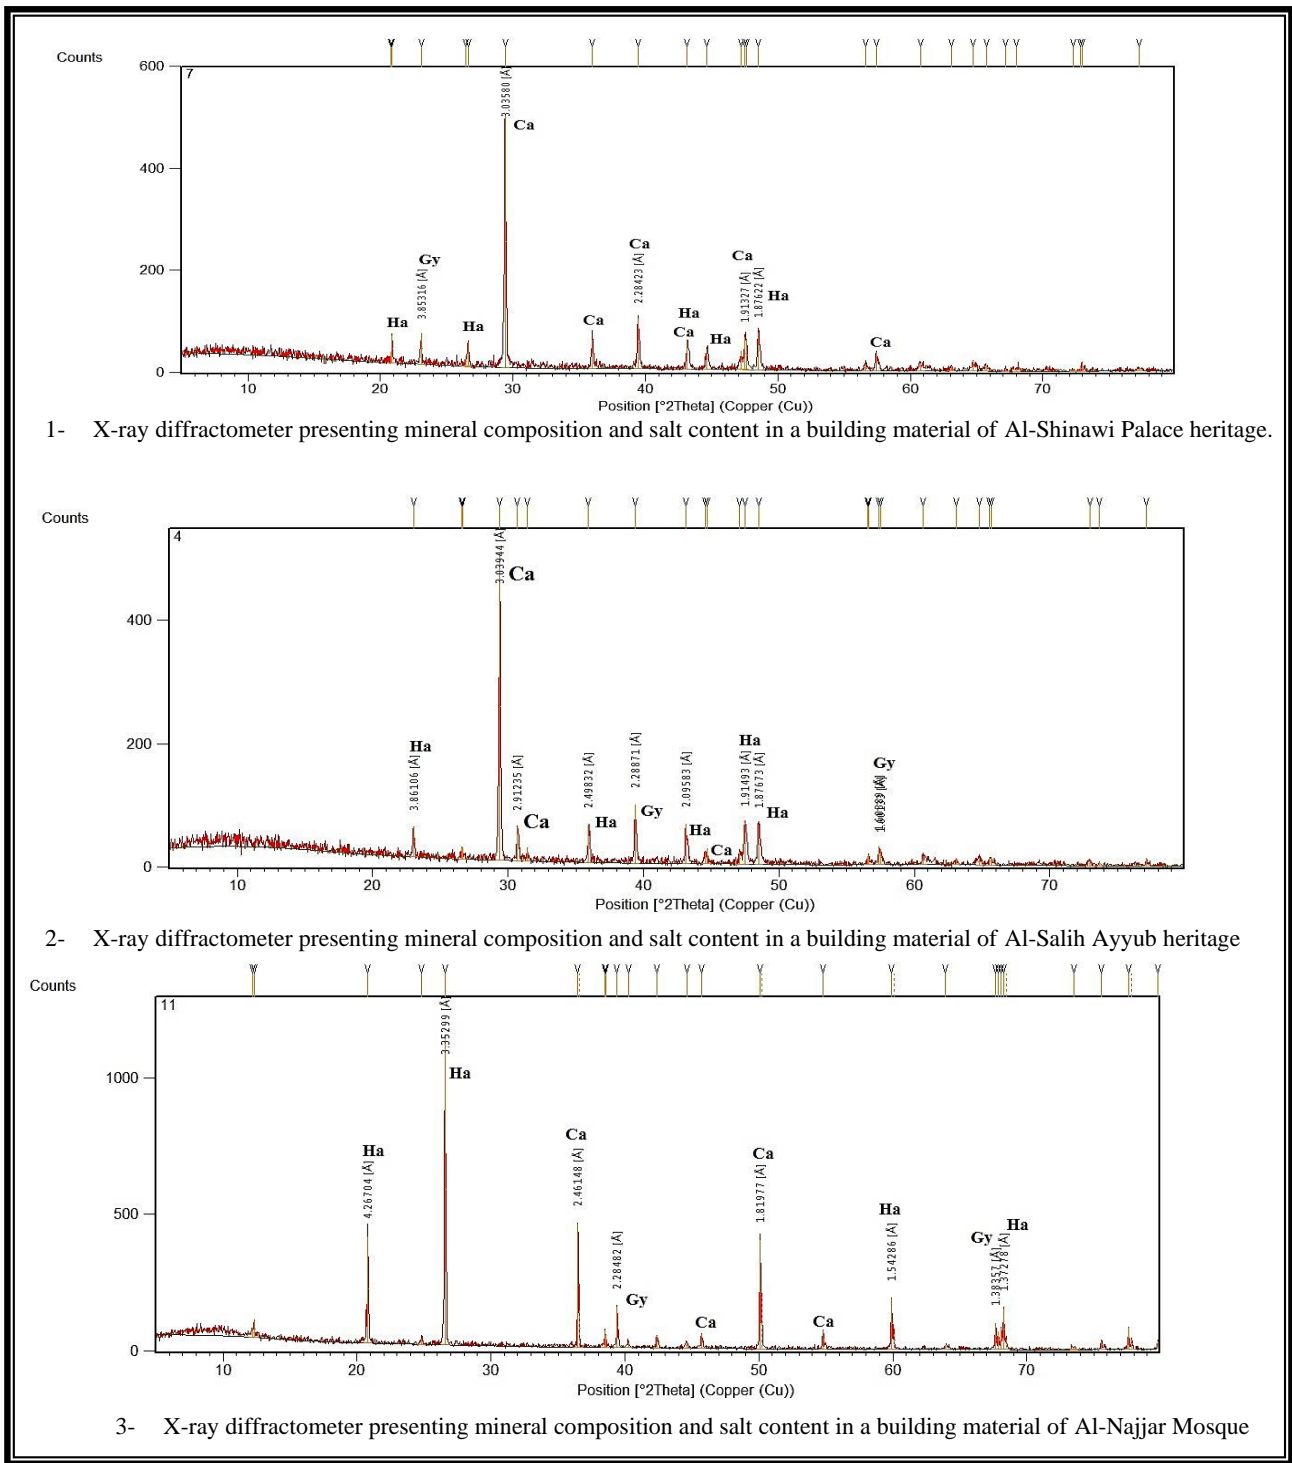 Counts
600
7
3.03580 [Å]
Ca
400
Ca
Ca
Gy
200
3.85316 [Å]
2.28423 [Å]
1.91327 [Å]
1.87622 [Å]
Ha
Ha
Ha
Ca
Ha
Ca
Ha
Ca
0
10 20 30 40 50 60 70
Position [°2Theta] (Copper (Cu))
1- X-ray diffractometer presenting mineral composition and salt content in a building material of Al-Shinawi Palace heritage.
Counts
4
3.03944 [Å]
Ca
400
200
Ha
Ha
Gy
3.86106 [Å]
2.91235 [Å]
2.49832 [Å]
2.28871 [Å]
2.09583 [Å]
1.91493 [Å]
1.87673 [Å]
Ca
Ha
Gy
Ha
Ca
Ha
0
10 20 30 40 50 60 70
Position [°2Theta] (Copper (Cu))
2- X-ray diffractometer presenting mineral composition and salt content in a building material of Al-Salih Ayyub heritage
Counts
11
3.35299 [Å]
1000
Ha
Ha
4.26704 [Å]
Ca
2.46148 [Å]
Ca
1.81977 [Å]
500
2.28482 [Å]
Gy
Ha
1.54286 [Å]
Gy
Ha
1.38357 [Å]
1.37278 [Å]
Ca
Ca
0
10 20 30 40 50 60 70
Position [°2Theta] (Copper (Cu))
3- X-ray diffractometer presenting mineral composition and salt content in a building material of Al-Najjar Mosque